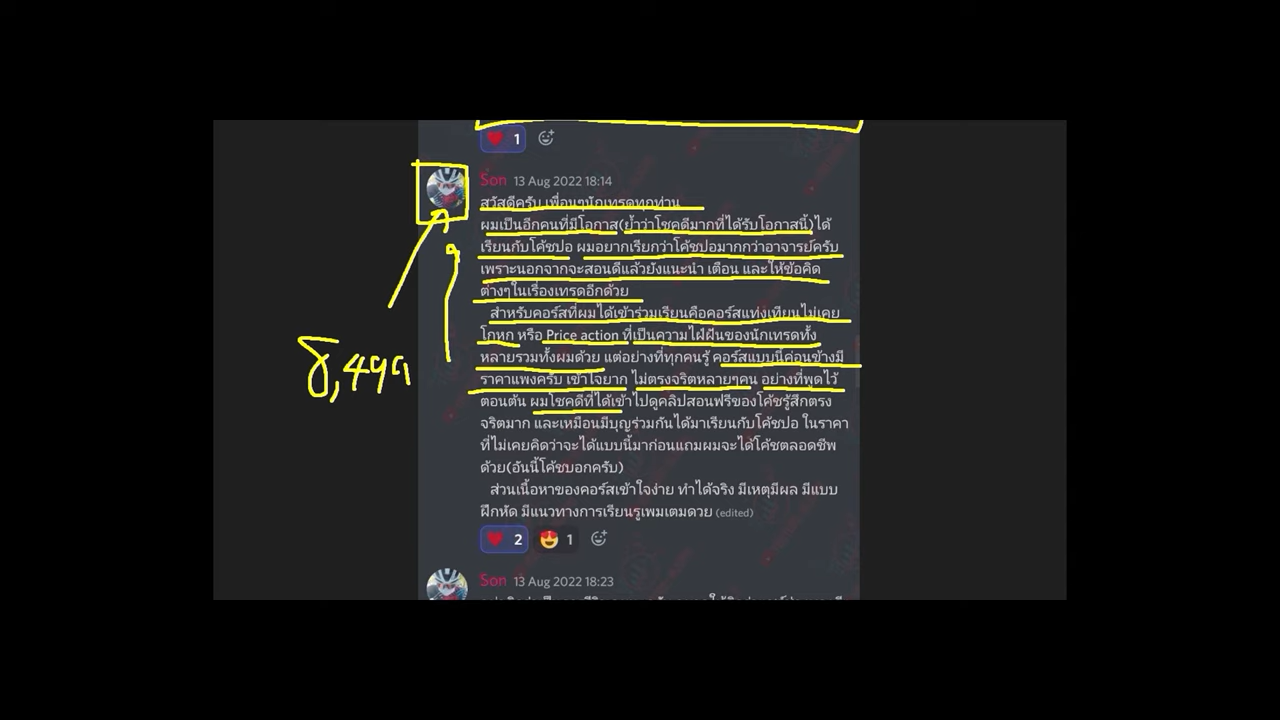 1
Son 13 Aug 2022 18:14
สวัสดีครับ เพื่อนๆนักเทรดทุกท่าน
ผมเป็นอีกคนที่มีโอกาส(ย้ำว่าโชคดีมากที่ได้รับโอกาสนี้)ได้
เรียนกับโค้ชปอ ผมอยากเรียกว่าโค้ชปอมากกว่าอาจารย์ครับ
เพราะนอกจากจะสอนดีแล้วยังแนะนำ เตือน และให้ข้อคิด
ต่างๆในเรื่องเทรดอีกด้วย
สำหรับคอร์สที่ผมได้เข้าร่วมเรียนคือคอร์สแท่งเทียนไม่เคย
โกหก หรือ Price action ที่เป็นความใฝ่ฝันของนักเทรดทั้ง
หลายรวมทั้งผมด้วย แต่อย่างที่ทุกคนรู้ คอร์สแบบนี้ค่อนข้างมี
ราคาแพงครับ เข้าใจยาก ไม่ตรงจริตหลายๆคน อย่างที่พูดไว้
ตอนต้น ผมโชคดีที่ได้เข้าไปดูคลิปสอนฟรีของโค้ชรู้สึกตรง
จริตมาก และเหมือนมีบุญร่วมกันได้มาเรียนกับโค้ชปอ ในราคา
ที่ไม่เคยคิดว่าจะได้แบบนี้มาก่อนแถมผมจะได้โค้ชตลอดชีพ
ด้วย(อันนี้โค้ชบอกครับ)
ส่วนเนื้อหาของคอร์สเข้าใจง่าย ทำได้จริง มีเหตุมีผล มีแบบ
ฝึกหัด มีแนวทางการเรียนรู้เพิ่มเติมด้วย (edited)
2 1
Son 13 Aug 2022 18:23